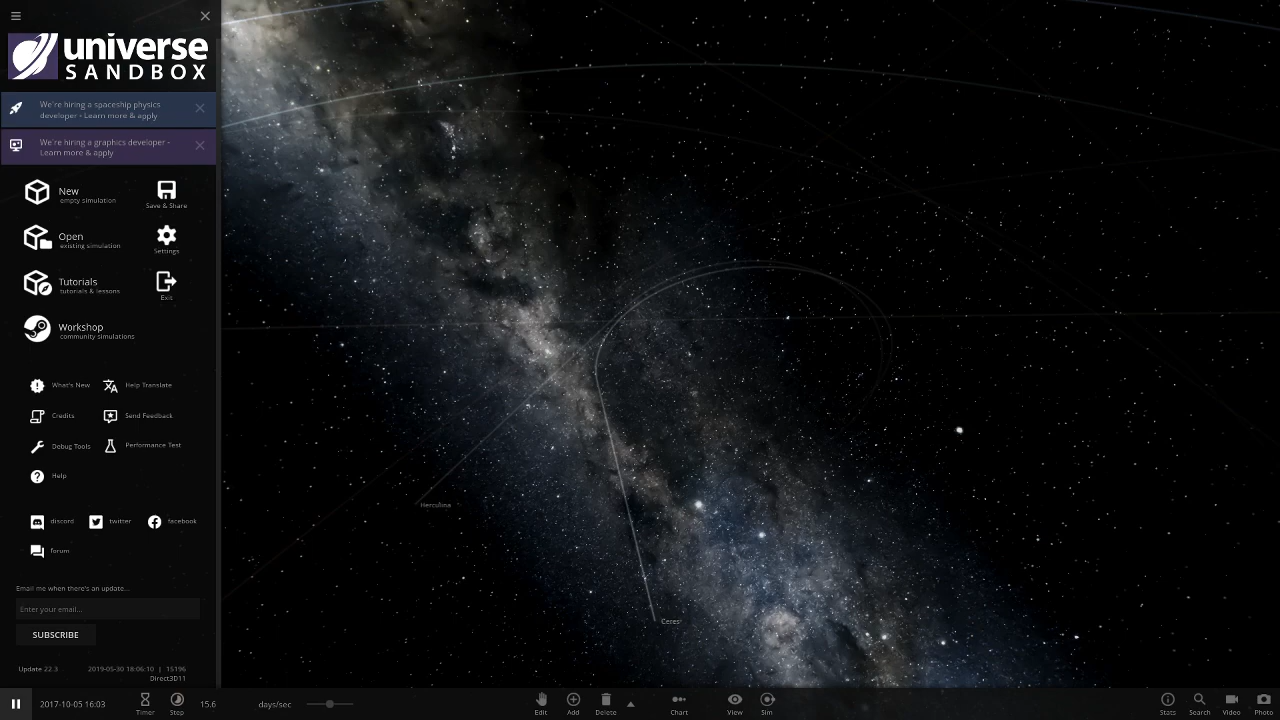 universe
SANDBOX
We're hiring a spaceship physics
developer • Learn more & apply
We're hiring a graphics developer -
Learn more & apply
New
empty simulation
Save & Share
Open
existing simulation
Settings
Tutorials
tutorials & lessons
Exit
Workshop
community simulations
What's New
Help Translate
Credits
Send Feedback
Debug Tools
Performance Test
Help
discord
twitter
facebook
forum
Email me when there's an update...
Enter your email...
SUBSCRIBE
Update 22.3
2019-05-30 18:06:10 | 15196
Direct3D11
Herculina
Ceres
2017-10-05 16:03
Timer
Step
15.6
days/sec
Edit
Add
Delete
Chart
View
Sim
Stats
Search
Video
Photo